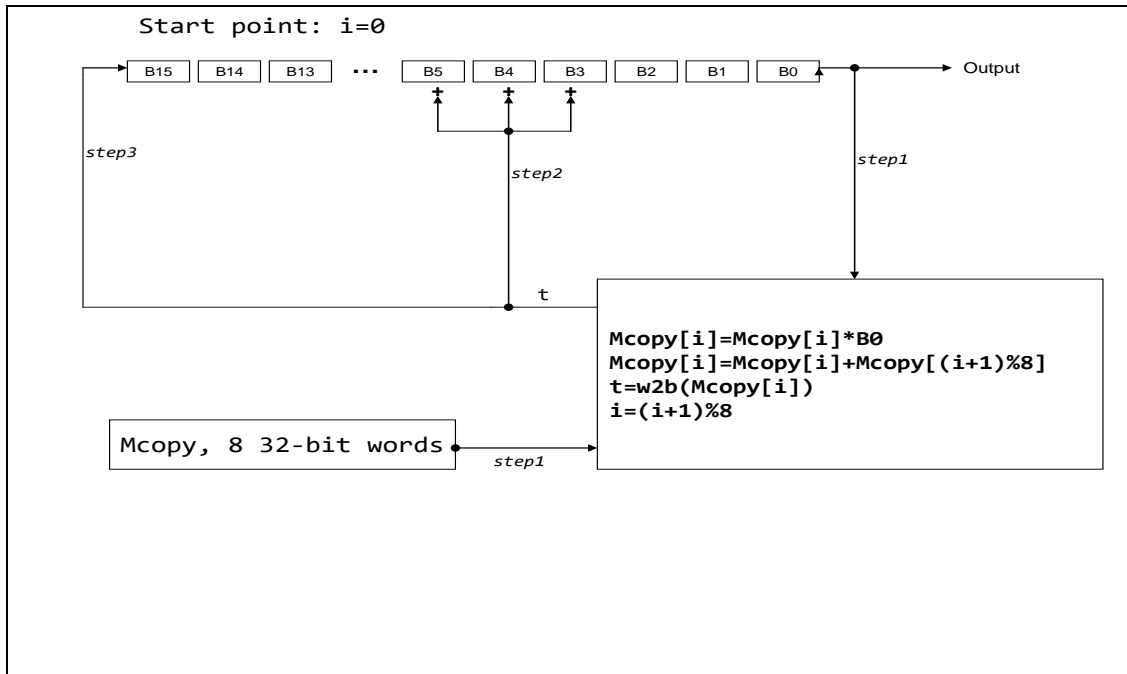 Start point: i=0
B15 B14 B13 ... B5 B4 B3 B2 B1 B0 Output
+ + +
step3
step2
step1
t
Mcopy[i]=Mcopy[i]*B0
Mcopy[i]=Mcopy[i]+Mcopy[(i+1)%8]
t=w2b(Mcopy[i])
i=(i+1)%8
Mcopy, 8 32-bit words
step1